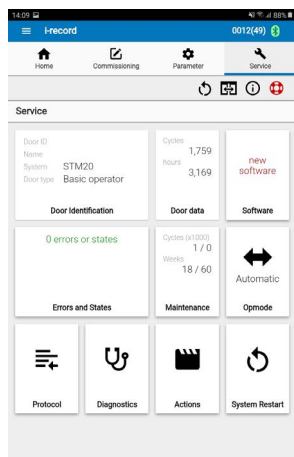 14:09 88%
i-record 0012(49)
Home Commissioning Parameter Service
Service
Door ID
Name
System STM20
Door type Basic operator
Door Identification
Cycles
1,759
hours
3,169
Door data
new
software
Software
0 errors or states
Errors and States
Cycles (x1000)
1 / 0
Weeks
18 / 60
Maintenance
Automatic
Opmode
Protocol
Diagnostics
Actions
System Restart